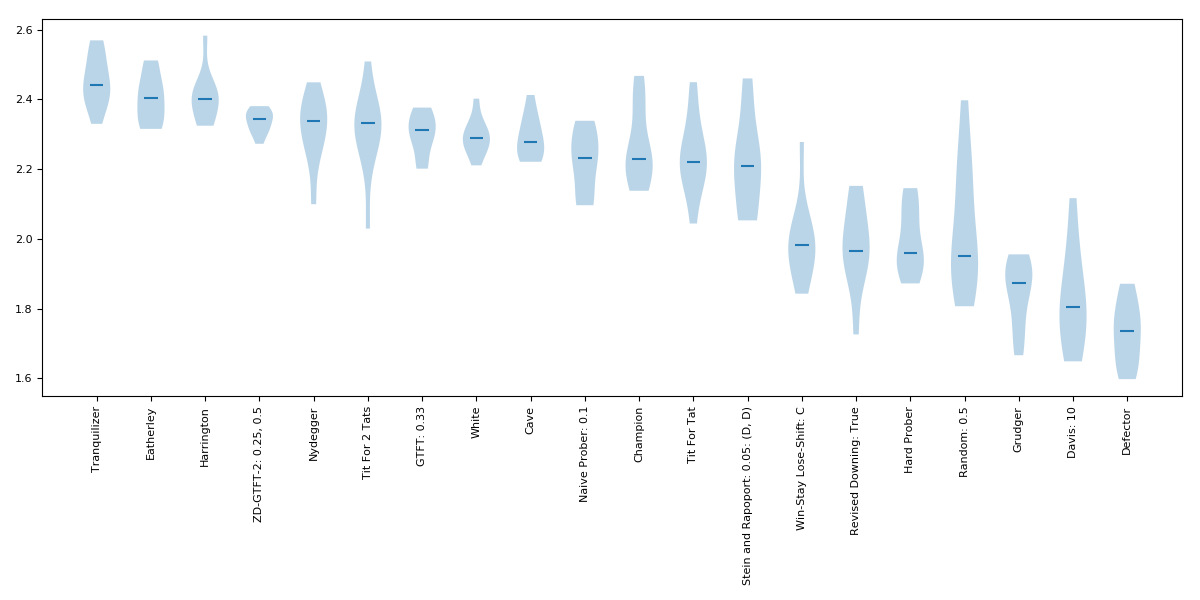 2.6
2.4
2.2
2.0
1.8
1.6
Tranquilizer
Eatherley
Harrington
ZD-GTFT-2: 0.25, 0.5
Nydegger
Tit For 2 Tats
GTFT: 0.33
White
Cave
Naive Prober: 0.1
Champion
Tit For Tat
Stein and Rapoport: 0.05: (D, D)
Win-Stay Lose-Shift: C
Revised Downing: True
Hard Prober
Random: 0.5
Grudger
Davis: 10
Defector